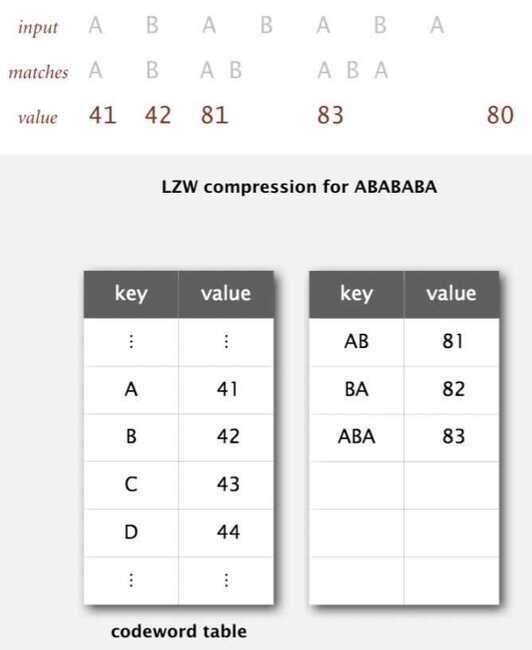 input A B A B A B A
matches A B A B A B A
value 41 42 81 83 80
LZW compression for ABABABA
key value
⋮ ⋮
A 41
B 42
C 43
D 44
⋮ ⋮
codeword table
key value
AB 81
BA 82
ABA 83